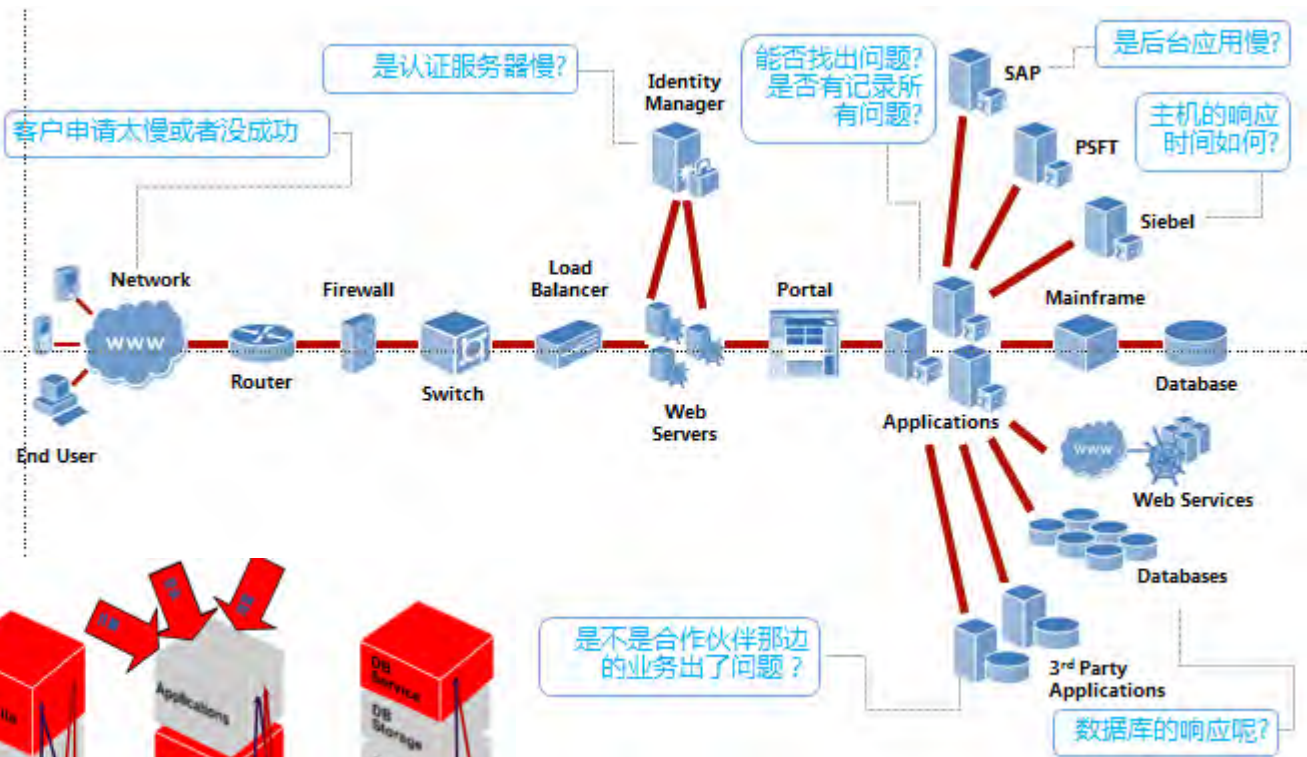 是后台应用慢?
能否找出问题?
是否有记录所
有问题?
是认证服务器慢?
SAP
Identity
Manager
主机的响应
时间如何?
客户申请太慢或者没成功
PSFT
Siebel
Network
Firewall
Load
Balancer
Portal
Mainframe
WWW
Router
Switch
Web
Servers
Applications
Database
End User
WWW
Web Services
Databases
是不是合作伙伴那边
的业务出了问题？
3rd Party
Applications
数据库的响应呢?
Applications
DB
Service
DB
Storage